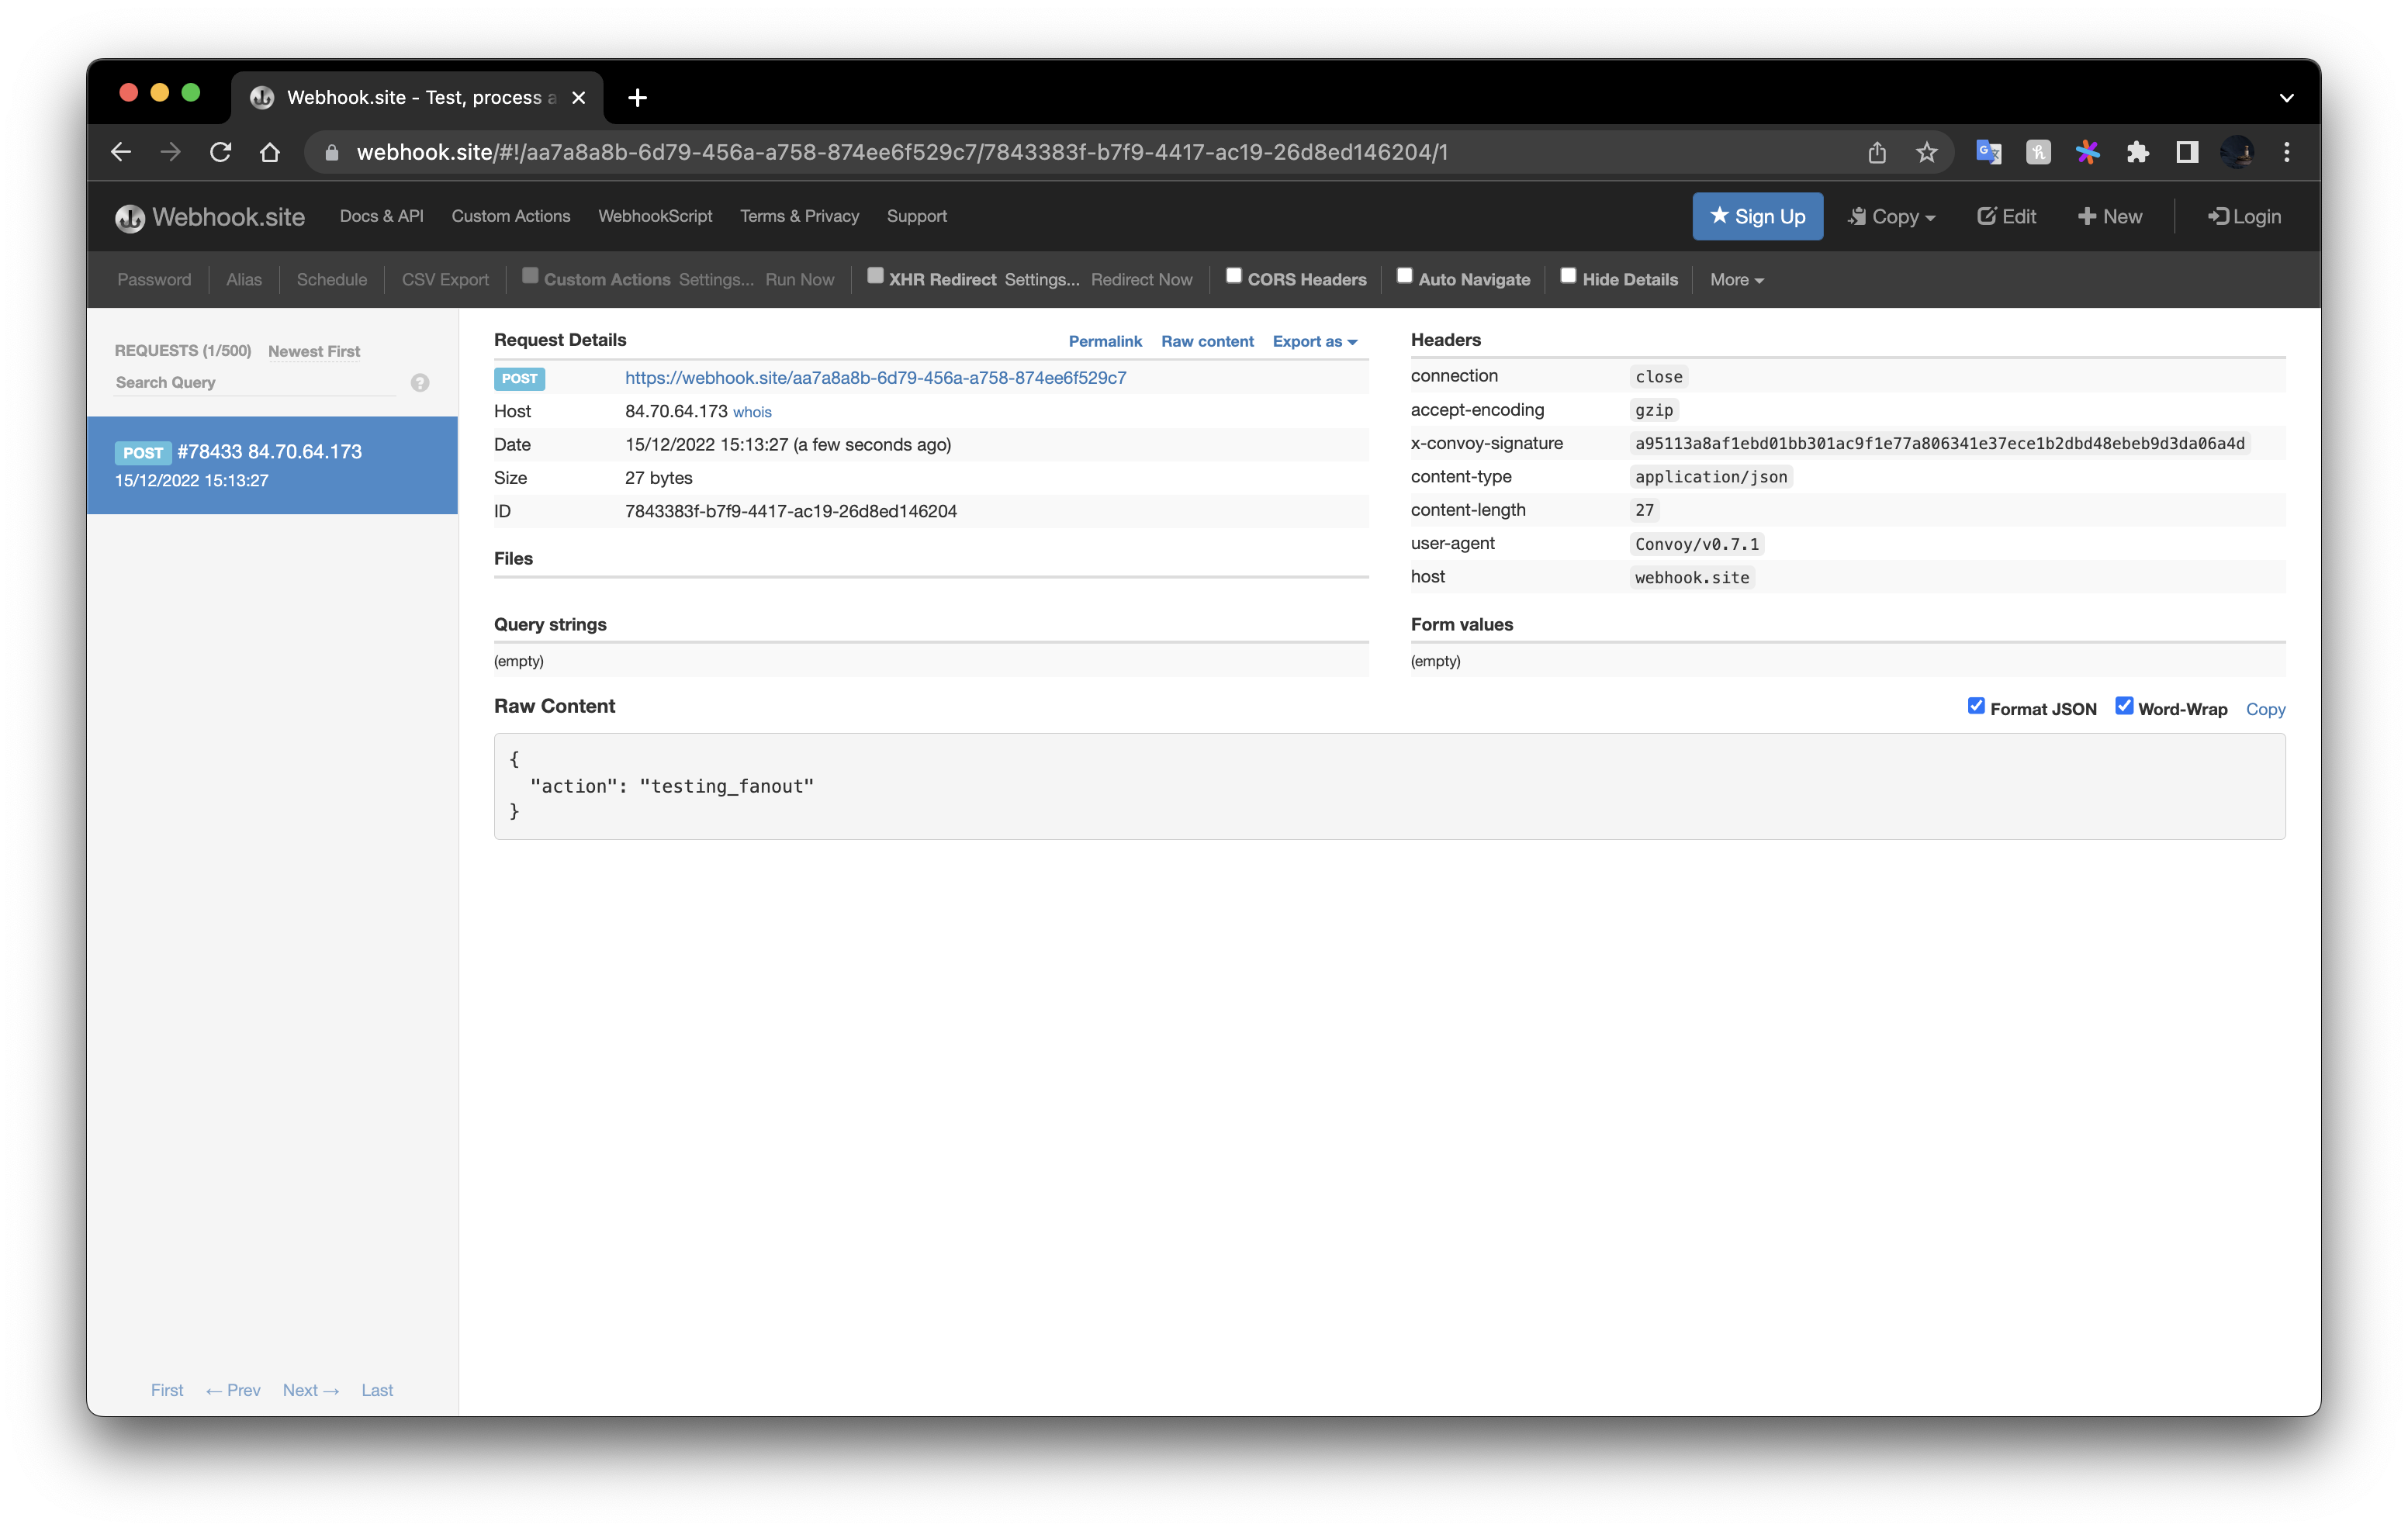 Webhook.site - Test, process a
webhook.site/#!/aa7a8a8b-6d79-456a-a758-874ee6f529c7/7843383f-b7f9-4417-ac19-26d8ed146204/1
Webhook.site Docs & API Custom Actions WebhookScript Terms & Privacy Support Sign Up Copy Edit New Login
Password Alias Schedule CSV Export Custom Actions Settings... Run Now XHR Redirect Settings... Redirect Now CORS Headers Auto Navigate Hide Details More
REQUESTS (1/500) Newest First
Search Query
POST #78433 84.70.64.173
15/12/2022 15:13:27
First ← Prev Next → Last
Request Details Permalink Raw content Export as
POST https://webhook.site/aa7a8a8b-6d79-456a-a758-874ee6f529c7
Host 84.70.64.173 whois
Date 15/12/2022 15:13:27 (a few seconds ago)
Size 27 bytes
ID 7843383f-b7f9-4417-ac19-26d8ed146204
Files
Headers
connection close
accept-encoding gzip
x-convoy-signature a95113a8af1ebd01bb301ac9f1e77a806341e37ece1b2dbd48ebeb9d3da06a4d
content-type application/json
content-length 27
user-agent Convoy/v0.7.1
host webhook.site
Query strings
(empty)
Form values
(empty)
Raw Content Format JSON Word-Wrap Copy
{
"action": "testing_fanout"
}